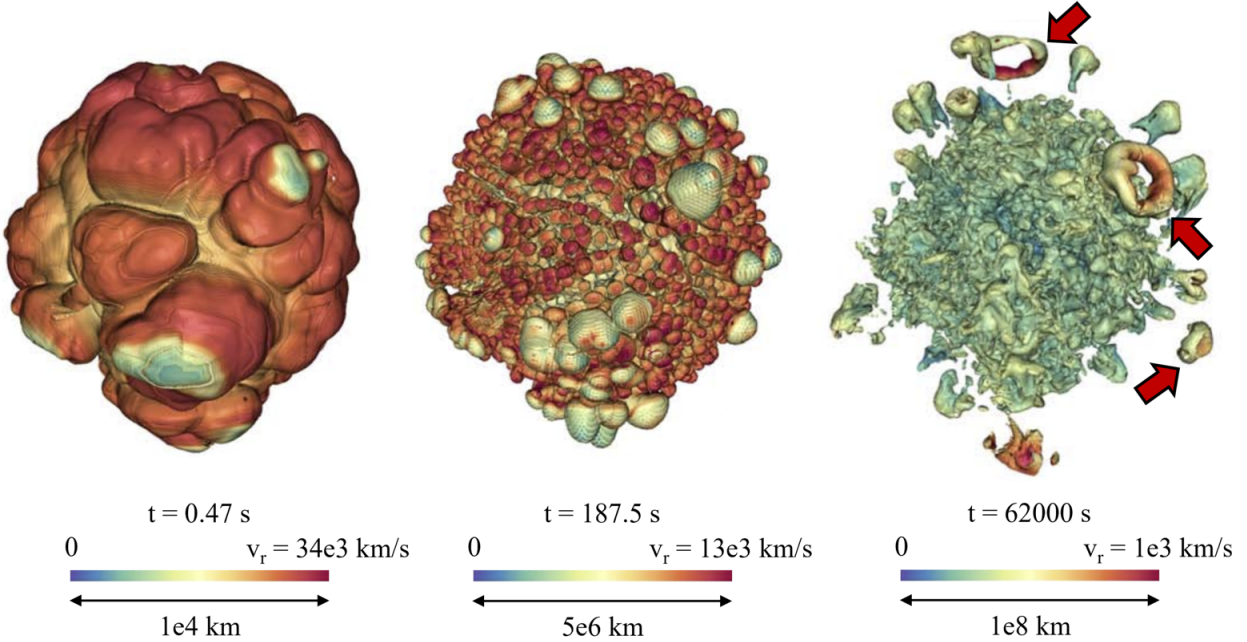 t = 0.47 s
t = 187.5 s
t = 62000 s
0 v_r = 34e3 km/s
0 v_r = 13e3 km/s
0 v_r = 1e3 km/s
1e4 km
5e6 km
1e8 km